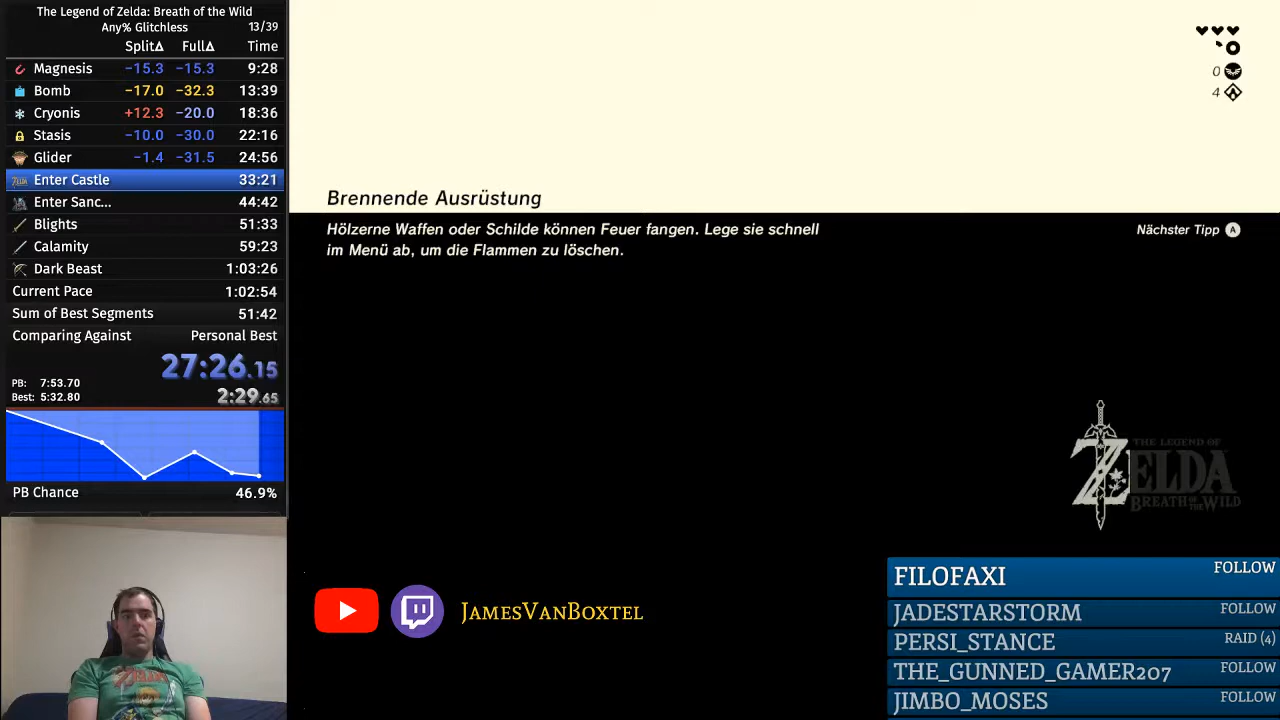 The Legend of Zelda: Breath of the Wild
Any% Glitchless 13/39
SplitΔ FullΔ Time
Magnesis −15.3 −15.3 9:28
Bomb −17.0 −32.3 13:39
Cryonis +12.3 −20.0 18:36
Stasis −10.0 −30.0 22:16
Glider −1.4 −31.5 24:56
Enter Castle 33:21
Enter Sanc... 44:42
Blights 51:33
Calamity 59:23
Dark Beast 1:03:26
Current Pace 1:02:54
Sum of Best Segments 51:42
Comparing Against Personal Best
27:26.15
PB: 7:53.70
Best: 5:32.80
2:29.65
PB Chance 46.9%
0
4
Brennende Ausrüstung
Hölzerne Waffen oder Schilde können Feuer fangen. Lege sie schnell
im Menü ab, um die Flammen zu löschen.
Nächster Tipp A
THE LEGEND OF
ZELDA
BREATH OF THE WILD
JamesVanBoxtel
FILOFAXI FOLLOW
JADESTARSTORM FOLLOW
PERSI_STANCE RAID (4)
THE_GUNNED_GAMER207 FOLLOW
JIMBO_MOSES FOLLOW